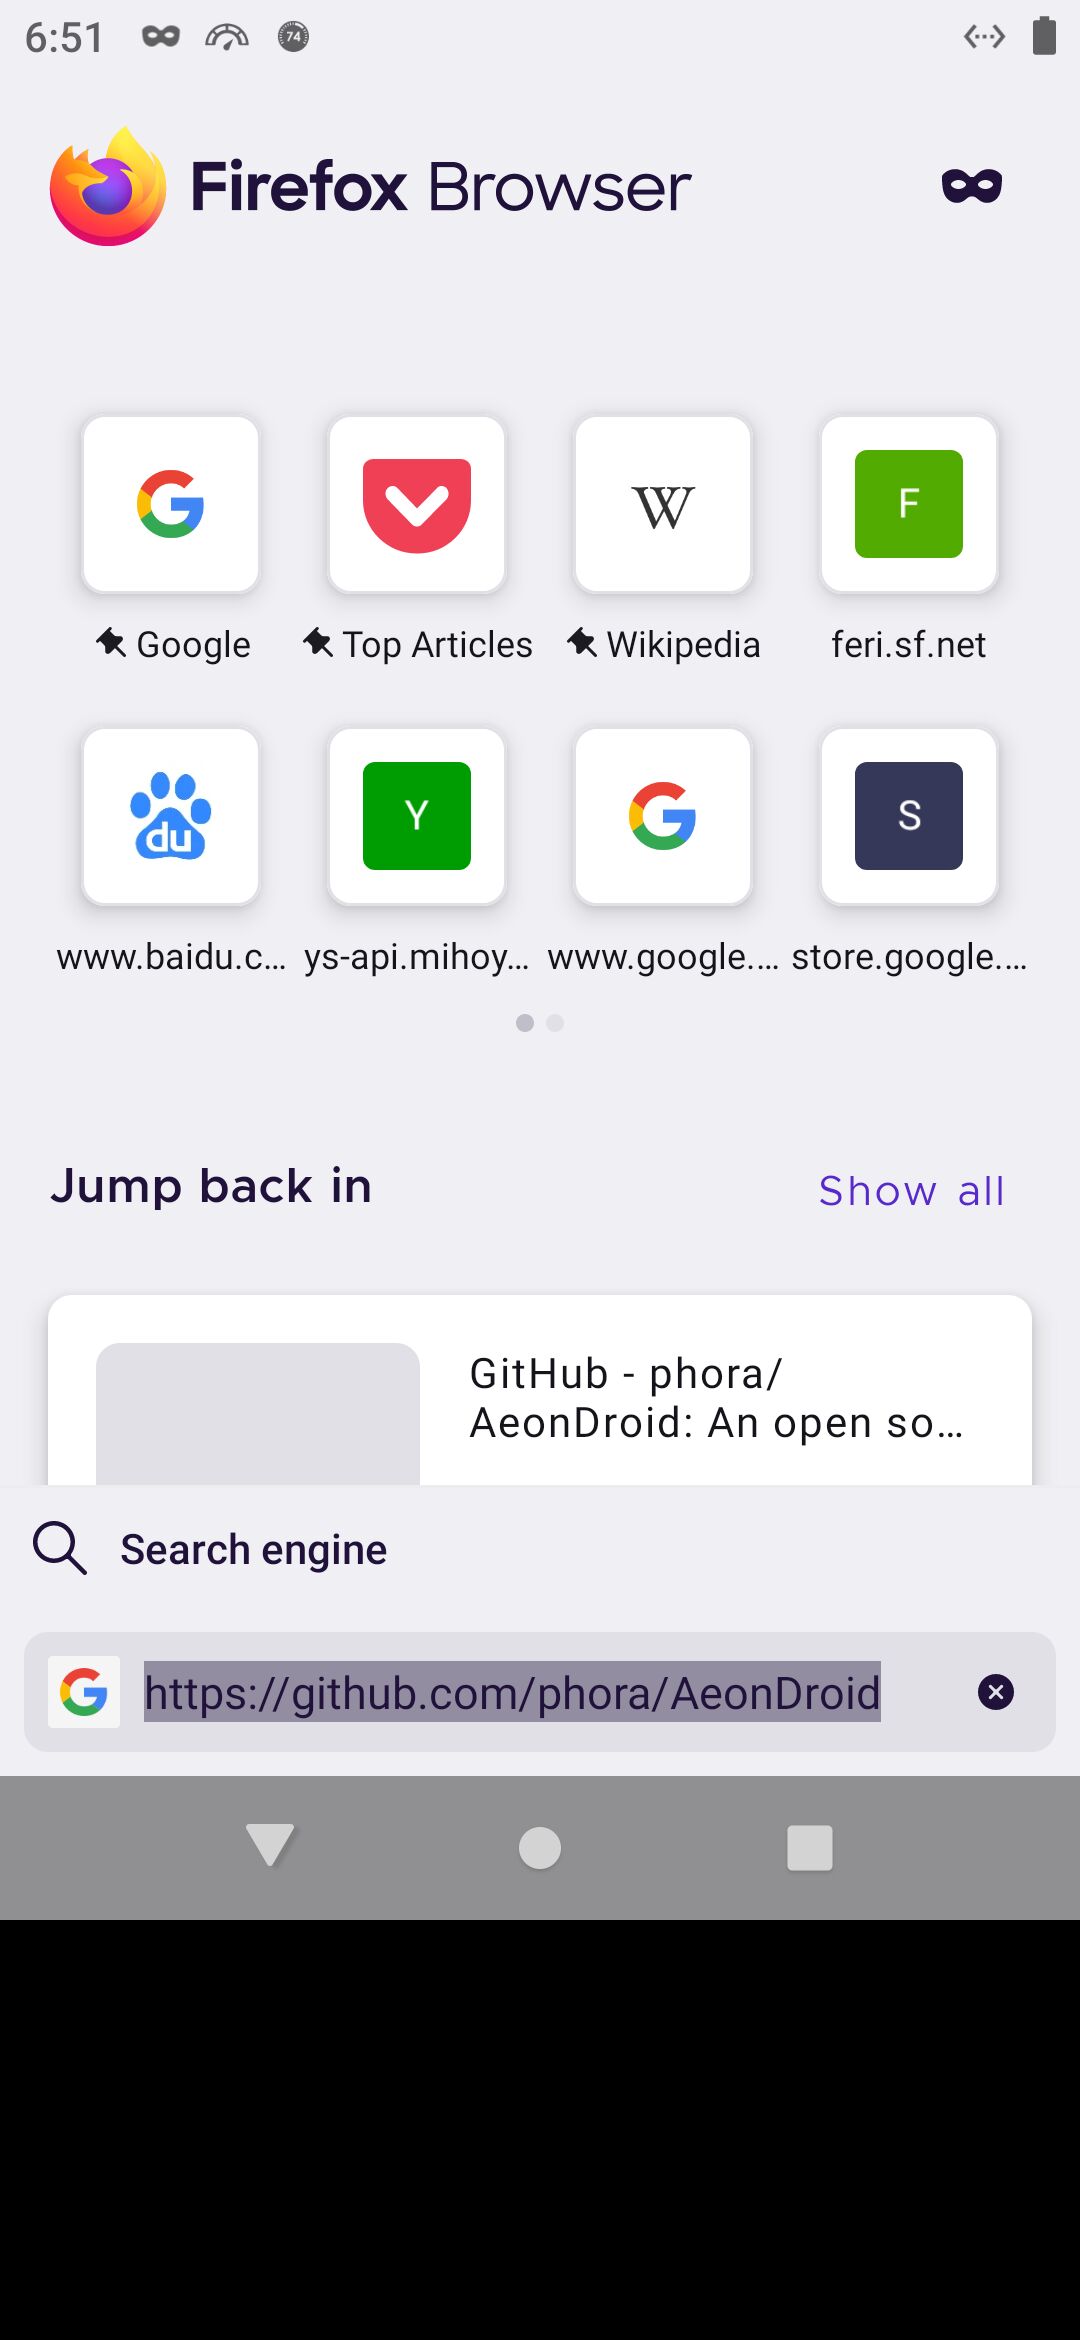 6:51
74
Firefox Browser
Google
Top Articles
W
Wikipedia
F
feri.sf.net
du
www.baidu.c...
Y
ys-api.mihoy...
www.google....
S
store.google....
Jump back in
Show all
GitHub - phora/
AeonDroid: An open so...
Search engine
https://github.com/phora/AeonDroid